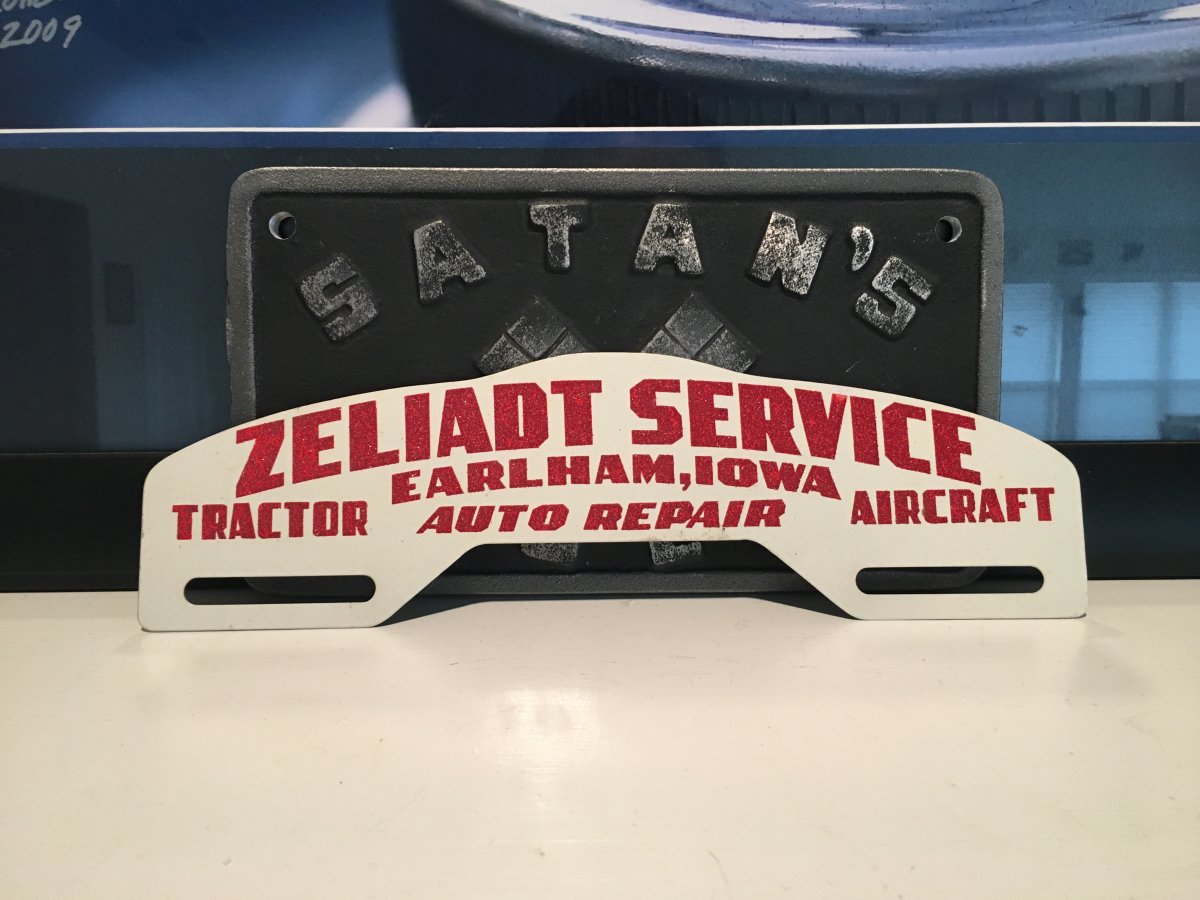 2009
SATAN'S
ZELIADT SERVICE
EARLHAM, IOWA
TRACTOR AUTO REPAIR AIRCRAFT